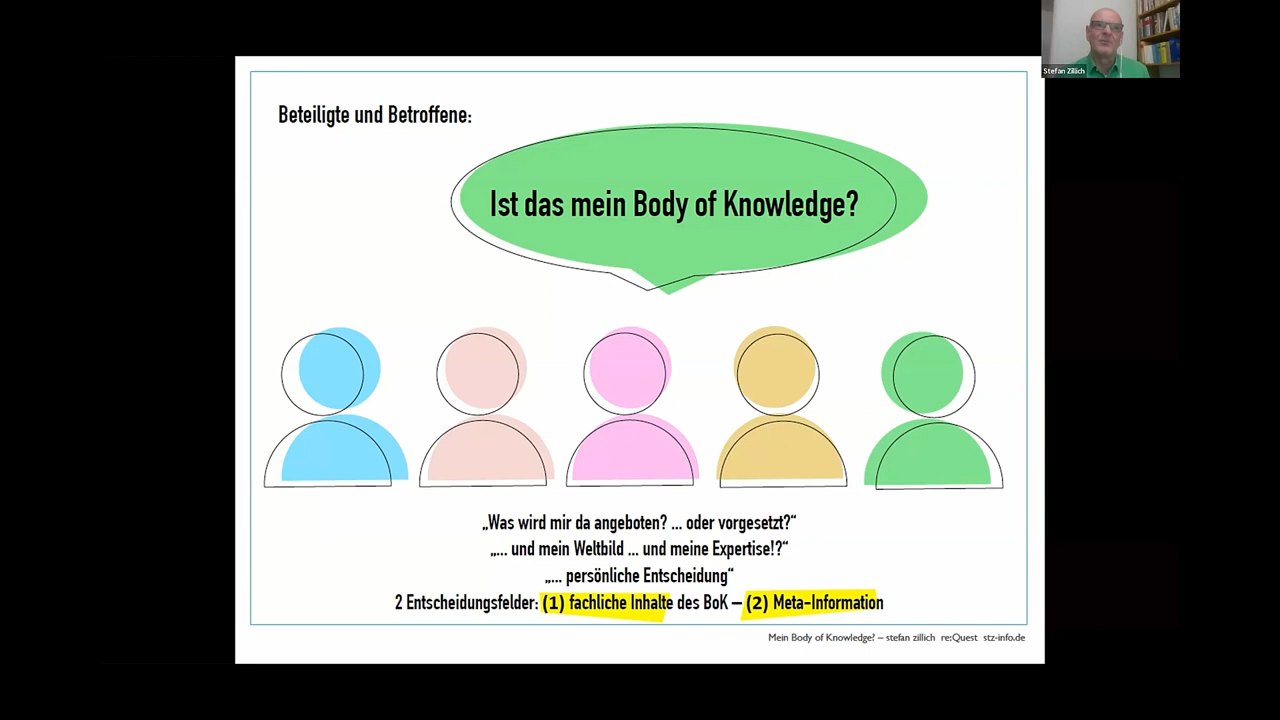 Stefan Zillich
Beteiligte und Betroffene:
Ist das mein Body of Knowledge?
„Was wird mir da angeboten? ... oder vorgesetzt?“
„... und mein Weltbild ... und meine Expertise!?“
„... persönliche Entscheidung“
2 Entscheidungsfelder: (1) fachliche Inhalte des BoK – (2) Meta-Information
Mein Body of Knowledge? – stefan zillich re:Quest stz-info.de